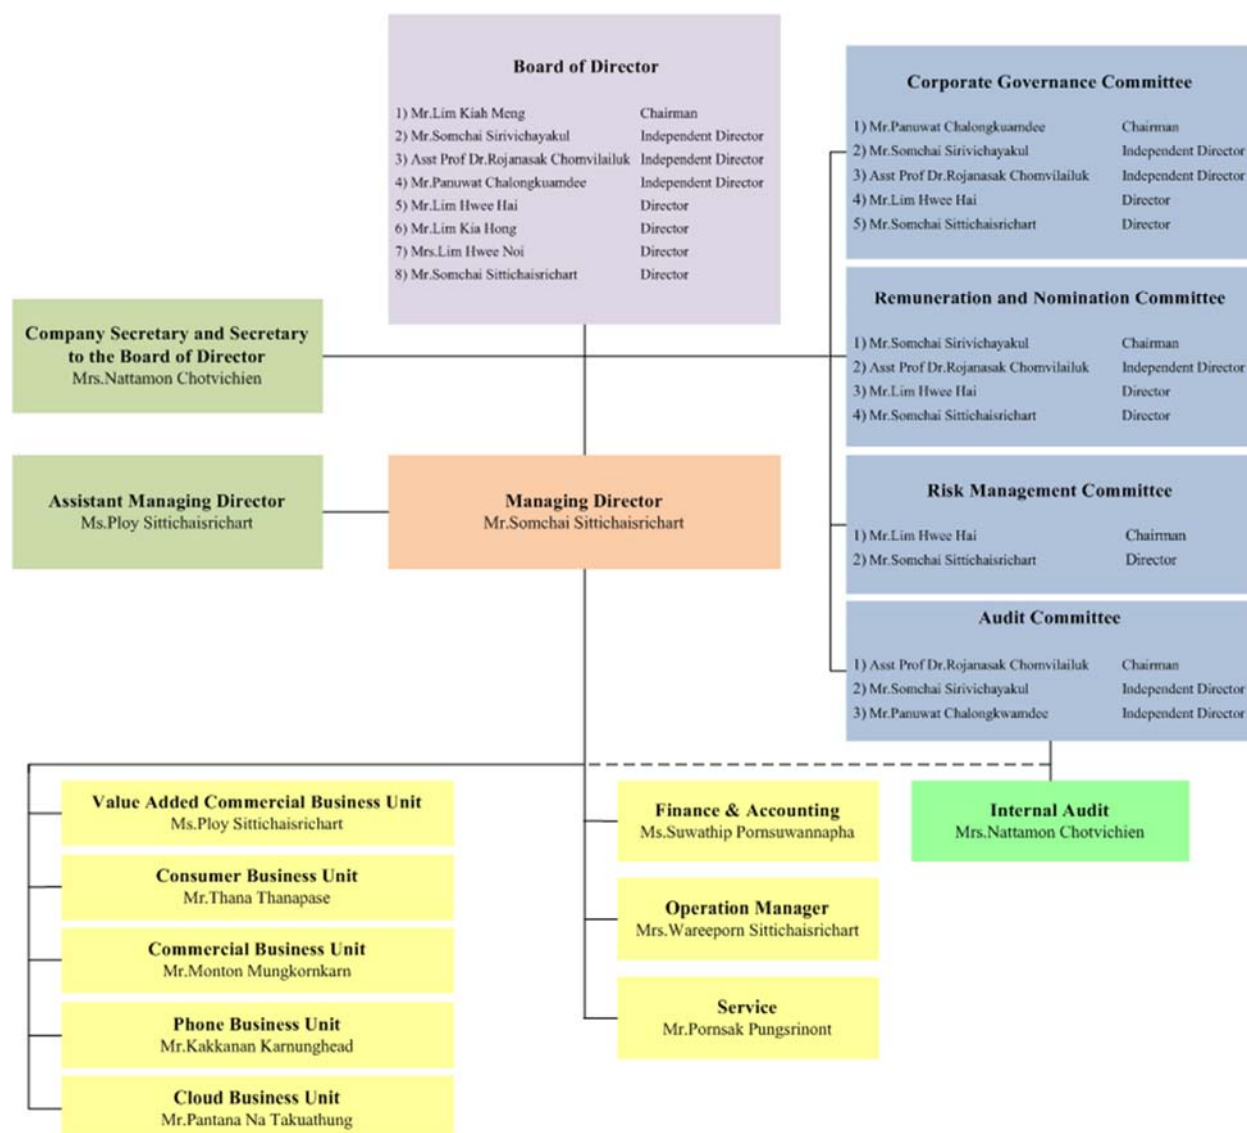 Board of Director
1) Mr.Lim Kiah Meng Chairman
2) Mr.Somchai Sirivichayakul Independent Director
3) Asst Prof Dr.Rojanasak Chomvilailuk Independent Director
4) Mr.Panuwat Chalongkuamdee Independent Director
5) Mr.Lim Hwee Hai Director
6) Mr.Lim Kia Hong Director
7) Mrs.Lim Hwee Noi Director
8) Mr.Somchai Sittichaisrichart Director
Corporate Governance Committee
1) Mr.Panuwat Chalongkuamdee Chairman
2) Mr.Somchai Sirivichayakul Independent Director
3) Asst Prof Dr.Rojanasak Chomvilailuk Independent Director
4) Mr.Lim Hwee Hai Director
5) Mr.Somchai Sittichaisrichart Director
Remuneration and Nomination Committee
1) Mr.Somchai Sirivichayakul Chairman
2) Asst Prof Dr.Rojanasak Chomvilailuk Independent Director
3) Mr.Lim Hwee Hai Director
4) Mr.Somchai Sittichaisrichart Director
Company Secretary and Secretary
to the Board of Director
Mrs.Nattamon Chotvichien
Assistant Managing Director
Ms.Ploy Sittichaisrichart
Managing Director
Mr.Somchai Sittichaisrichart
Risk Management Committee
1) Mr.Lim Hwee Hai Chairman
2) Mr.Somchai Sittichaisrichart Director
Audit Committee
1) Asst Prof Dr.Rojanasak Chomvilailuk Chairman
2) Mr.Somchai Sirivichayakul Independent Director
3) Mr.Panuwat Chalongkwamdee Independent Director
Value Added Commercial Business Unit
Ms.Ploy Sittichaisrichart
Consumer Business Unit
Mr.Thana Thanapase
Commercial Business Unit
Mr.Monton Mungkornkarn
Phone Business Unit
Mr.Kakkanan Karnunghead
Cloud Business Unit
Mr.Pantana Na Takuathung
Finance & Accounting
Ms.Suwathip Pornsuwannapha
Operation Manager
Mrs.Wareeporn Sittichaisrichart
Service
Mr.Pornsak Pungsrinont
Internal Audit
Mrs.Nattamon Chotvichien